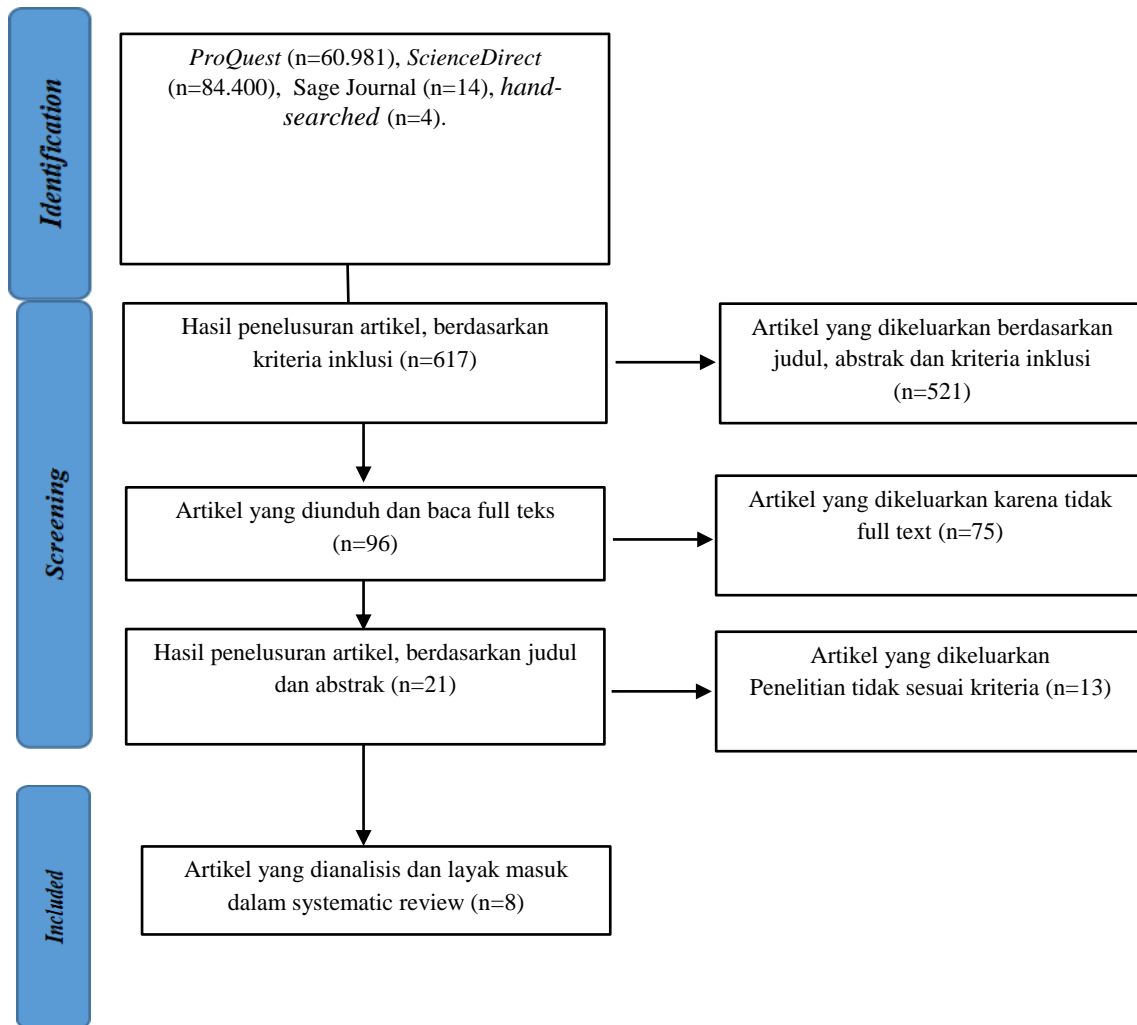 Identification
ProQuest (n=60.981), ScienceDirect
(n=84.400), Sage Journal (n=14), hand-
searched (n=4).
Screening
Hasil penelusuran artikel, berdasarkan
kriteria inklusi (n=617)
Artikel yang dikeluarkan berdasarkan
judul, abstrak dan kriteria inklusi
(n=521)
Artikel yang diunduh dan baca full teks
(n=96)
Artikel yang dikeluarkan karena tidak
full text (n=75)
Hasil penelusuran artikel, berdasarkan judul
dan abstrak (n=21)
Artikel yang dikeluarkan
Penelitian tidak sesuai kriteria (n=13)
Included
Artikel yang dianalisis dan layak masuk
dalam systematic review (n=8)